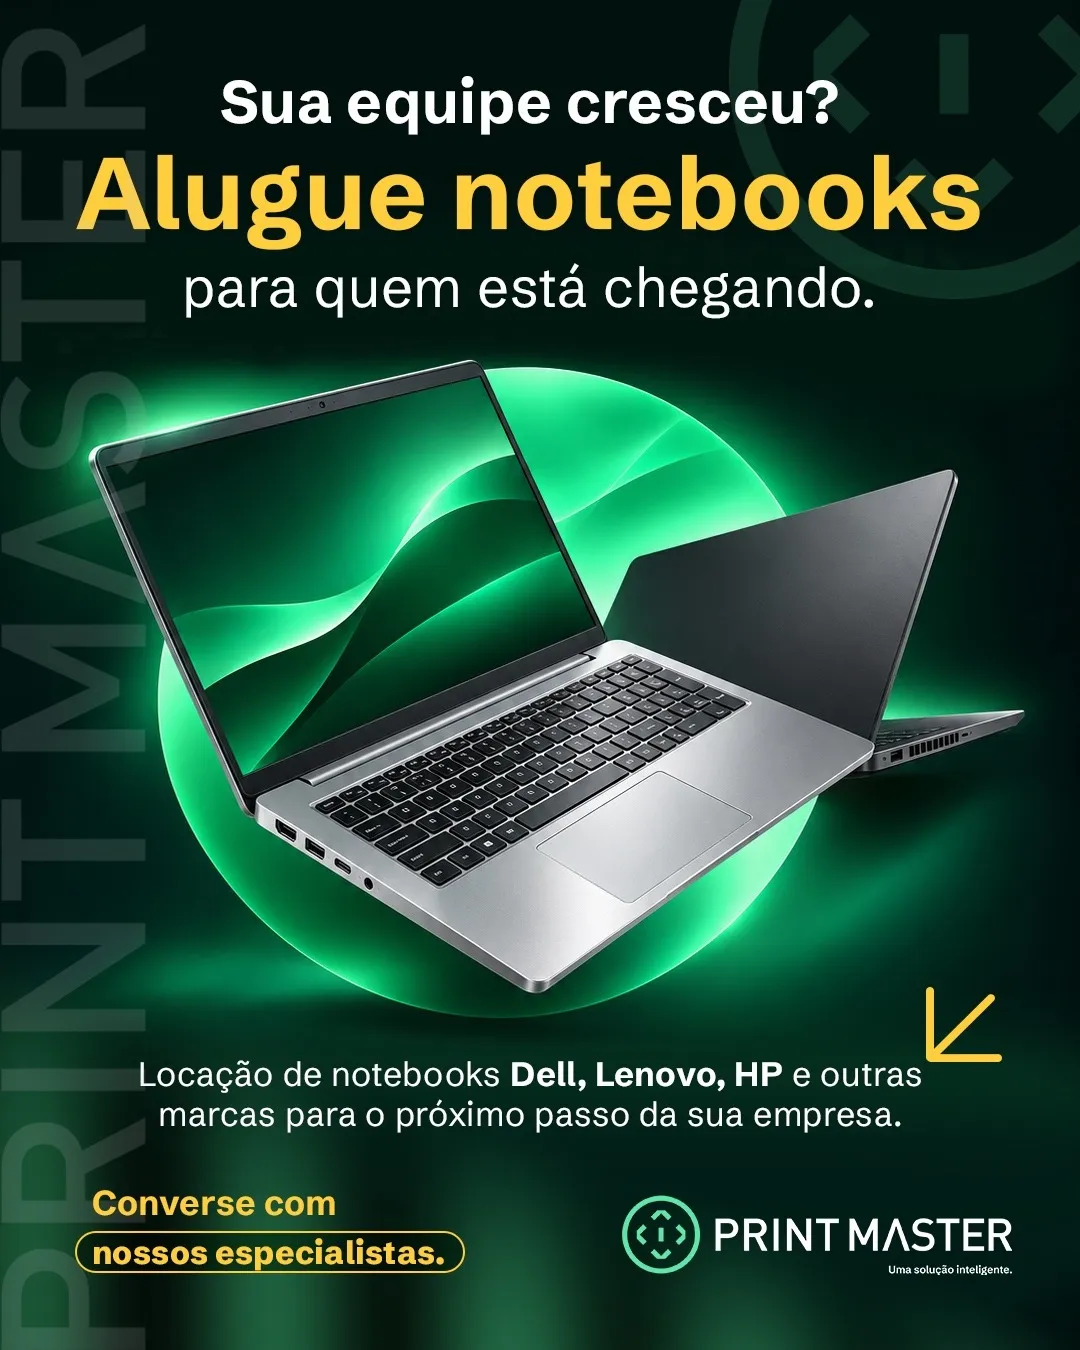 Sua equipe cresceu?
Alugue notebooks
para quem está chegando.
PRINT MASTER
Locação de notebooks Dell, Lenovo, HP e outras
marcas para o próximo passo da sua empresa.
Converse com
nossos especialistas.
PRINT MASTER
Uma solução inteligente.